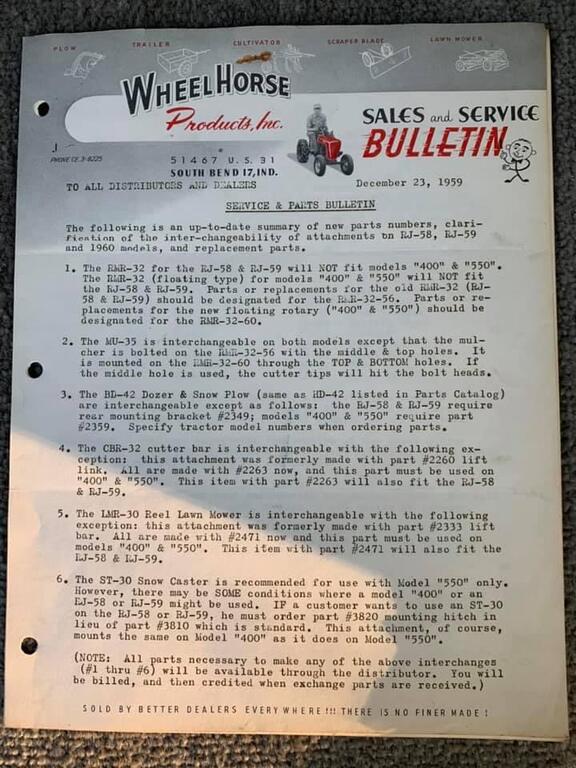 PLOW TRAILER CULTIVATOR SCRAPER BLADE LAWN MOWER
WHEELHORSE
Products, Inc.
SALES and SERVICE
BULLETIN
PHONE CE. 3-8225
51467 U.S. 31
SOUTH BEND 17, IND.
TO ALL DISTRIBUTORS AND DEALERS December 23, 1959
SERVICE & PARTS BULLETIN
The following is an up-to-date summary of new parts numbers, clari-
fication of the inter-changeability of attachments on RJ-58, RJ-59
and 1960 models, and replacement parts.
1. The RMR-32 for the RJ-58 & RJ-59 will NOT fit models "400" & "550".
The RMR-32 (floating type) for models "400" & "550" will NOT fit
the RJ-58 & RJ-59. Parts or replacements for the old RMR-32 (RJ-
58 & RJ-59) should be designated for the RMR-32-56. Parts or re-
placements for the new floating rotary ("400" & "550") should be
designated for the RMR-32-60.
2. The MU-35 is interchangeable on both models except that the mul-
cher is bolted on the RMR-32-56 with the middle & top holes. It
is mounted on the RMR-32-60 through the TOP & BOTTOM holes. If
the middle hole is used, the cutter tips will hit the bolt heads.
3. The BD-42 Dozer & Snow Plow (same as HD-42 listed in Parts Catalog)
are interchangeable except as follows: the RJ-58 & RJ-59 require
rear mounting bracket #2349; models "400" & "550" require part
#2359. Specify tractor model numbers when ordering parts.
4. The CBR-32 cutter bar is interchangeable with the following ex-
ception: this attachment was formerly made with part #2260 lift
link. All are made with #2263 now, and this part must be used on
"400" & "550". This item with part #2263 will also fit the RJ-58
& RJ-59.
5. The LMR-30 Reel Lawn Mower is interchangeable with the following
exception: this attachment was formerly made with part #2333 lift
bar. All are made with #2471 now and this part must be used on
models "400" & "550". This item with part #2471 will also fit the
RJ-58 & RJ-59.
6. The ST-30 Snow Caster is recommended for use with Model "550" only.
However, there may be SOME conditions where a model "400" or an
RJ-58 or RJ-59 might be used. IF a customer wants to use an ST-30
on the RJ-58 or RJ-59, he must order part #3820 mounting hitch in
lieu of part #3810 which is standard. This attachment, of course,
mounts the same on Model "400" as it does on Model "550".
(NOTE: All parts necessary to make any of the above interchanges
(#1 thru #6) will be available through the distributor. You will
be billed, and then credited when exchange parts are received.)
SOLD BY BETTER DEALERS EVERYWHERE!!! THERE IS NO FINER MADE!